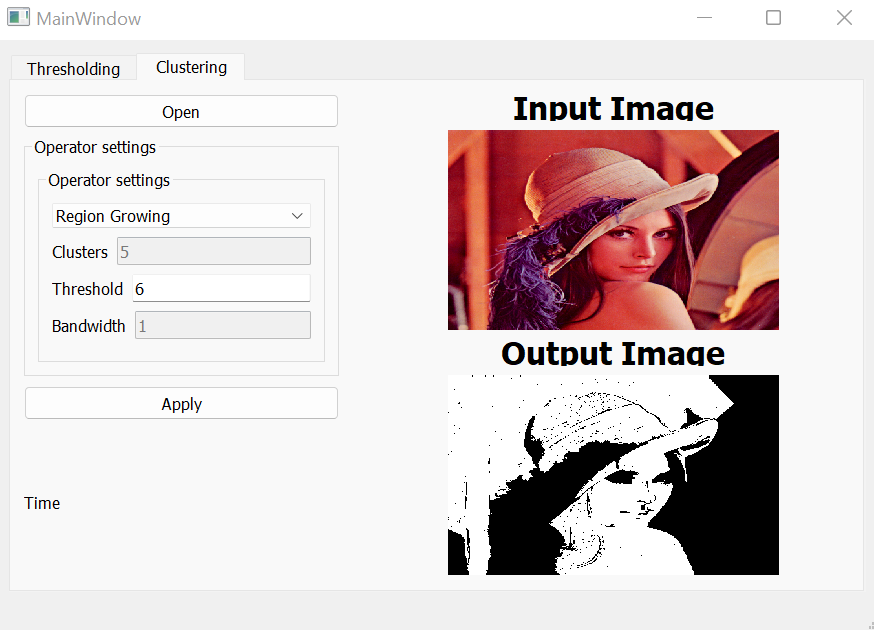 MainWindow
Thresholding
Clustering
Open
Operator settings
Operator settings
Region Growing
Clusters
5
Threshold
6
Bandwidth
1
Apply
Time
Input Image
Output Image